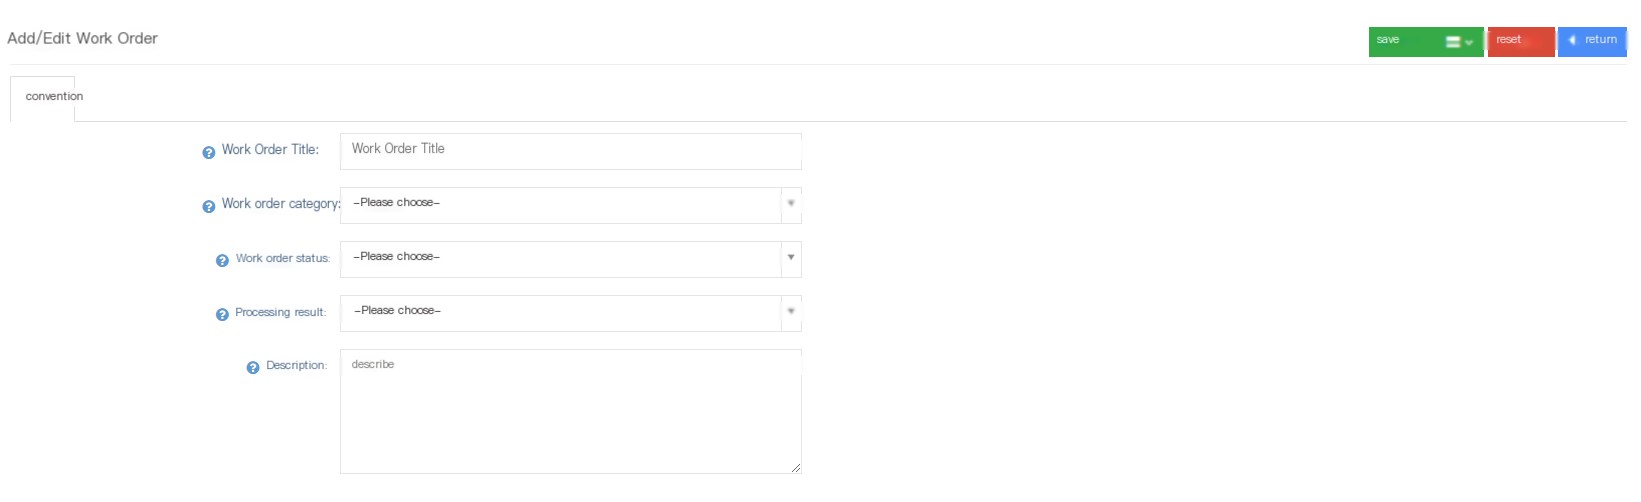 Add/Edit Work Order
save
reset
return
convention
Work Order Title:
Work Order Title
Work order category:
–Please choose–
Work order status:
–Please choose–
Processing result:
–Please choose–
Description:
describe